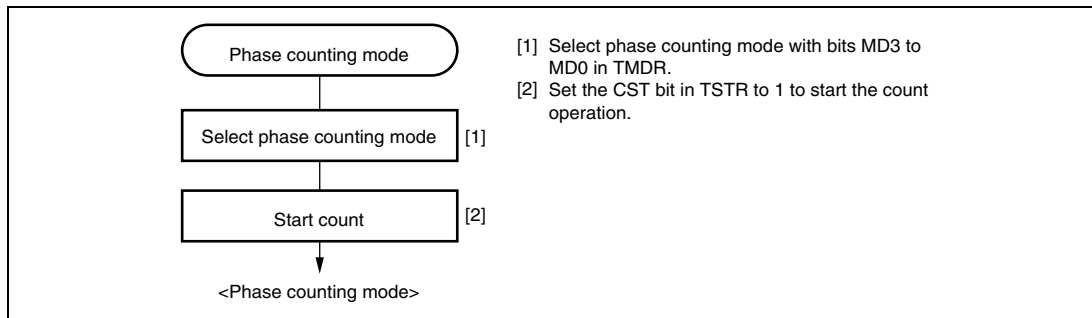 Phase counting mode
Select phase counting mode
[1]
Start count
[2]
<Phase counting mode>
[1] Select phase counting mode with bits MD3 to
MD0 in TMDR.
[2] Set the CST bit in TSTR to 1 to start the count
operation.